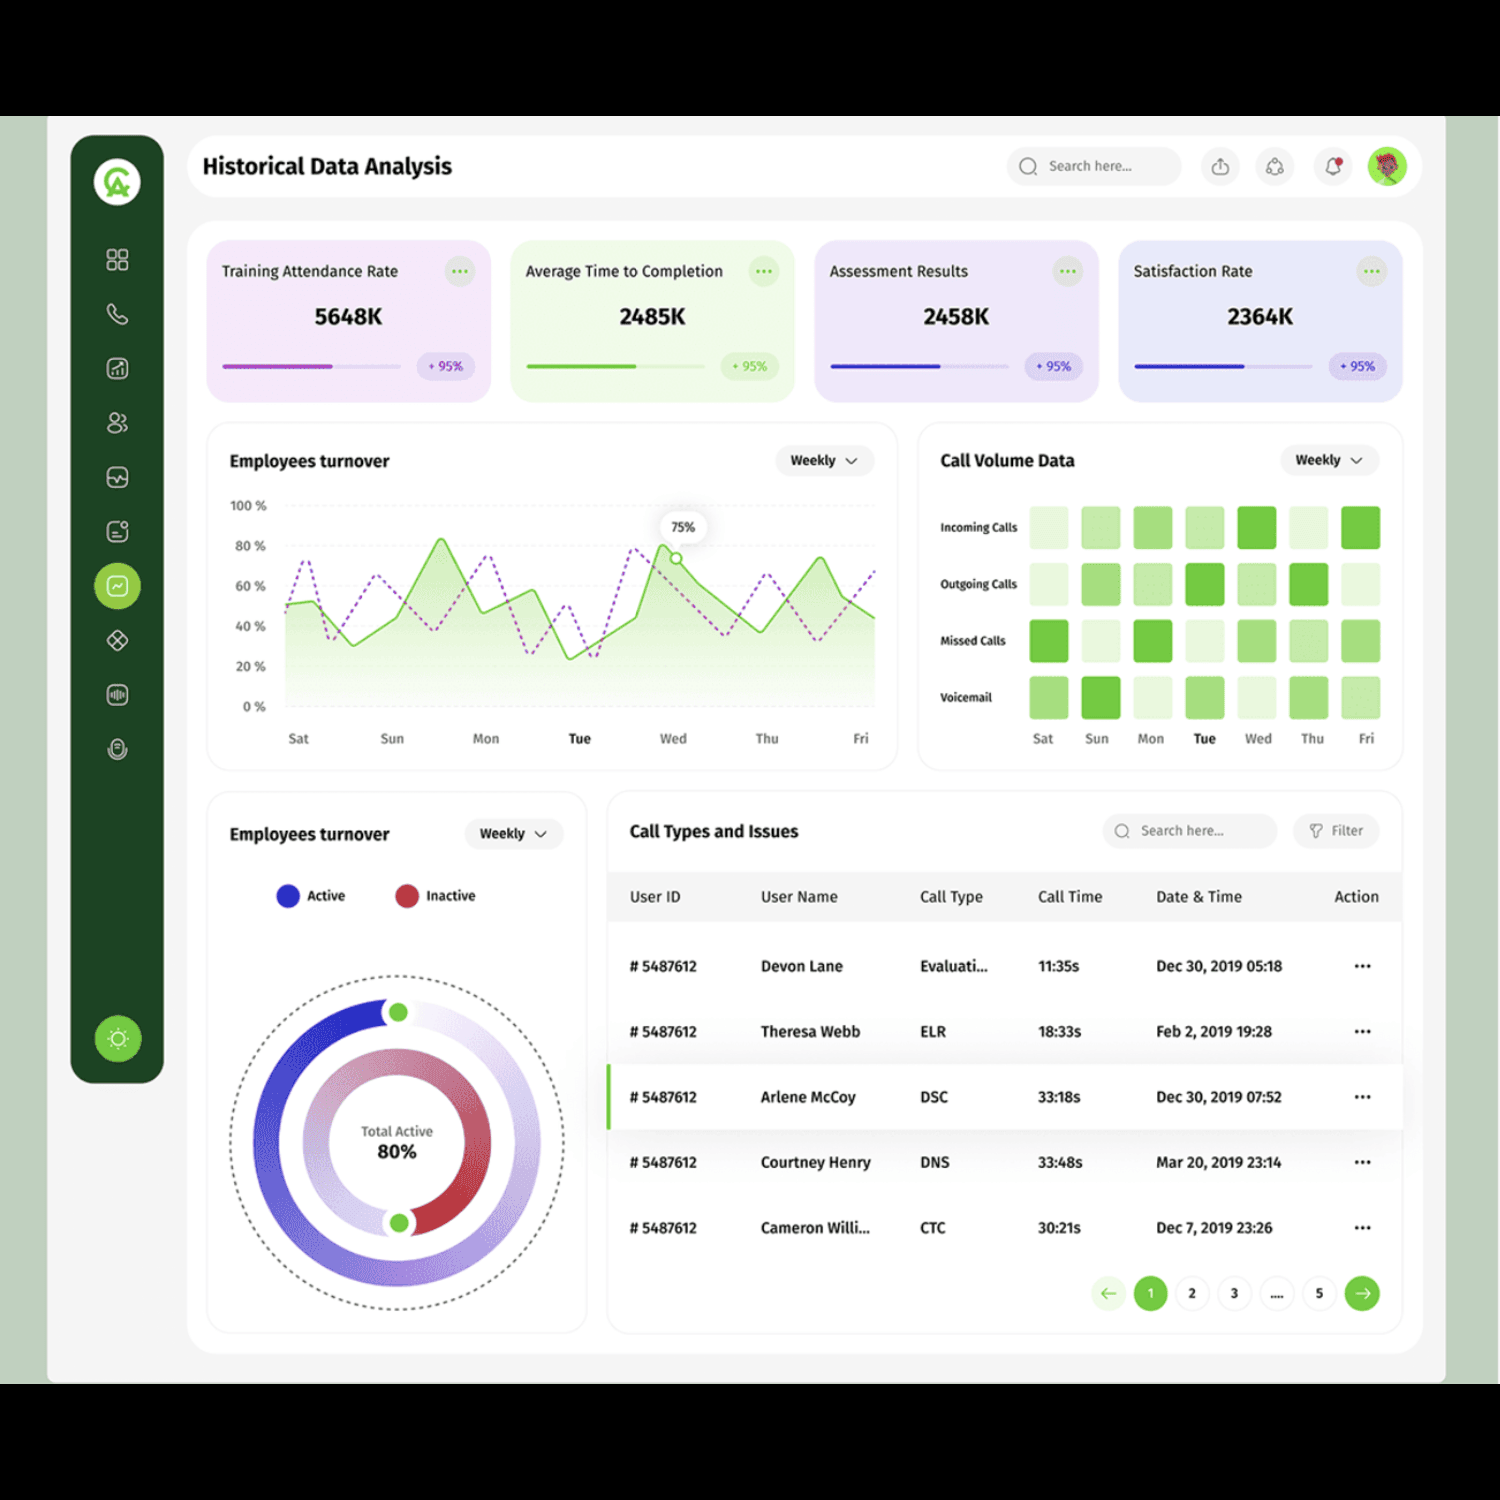 Historical Data Analysis
Search here...
Training Attendance Rate
5648K
+ 95%
Average Time to Completion
2485K
+ 95%
Assessment Results
2458K
+ 95%
Satisfaction Rate
2364K
+ 95%
Employees turnover
Weekly
100 %
80 %
60 %
40 %
20 %
0 %
75%
Sat Sun Mon Tue Wed Thu Fri
Call Volume Data
Weekly
Incoming Calls
Outgoing Calls
Missed Calls
Voicemail
Sat Sun Mon Tue Wed Thu Fri
Employees turnover
Weekly
Active Inactive
Total Active
80%
Call Types and Issues
Search here...
Filter
User ID User Name Call Type Call Time Date & Time Action
# 5487612 Devon Lane Evaluati... 11:35s Dec 30, 2019 05:18
# 5487612 Theresa Webb ELR 18:33s Feb 2, 2019 19:28
# 5487612 Arlene McCoy DSC 33:18s Dec 30, 2019 07:52
# 5487612 Courtney Henry DNS 33:48s Mar 20, 2019 23:14
# 5487612 Cameron Willi... CTC 30:21s Dec 7, 2019 23:26
1 2 3 .... 5